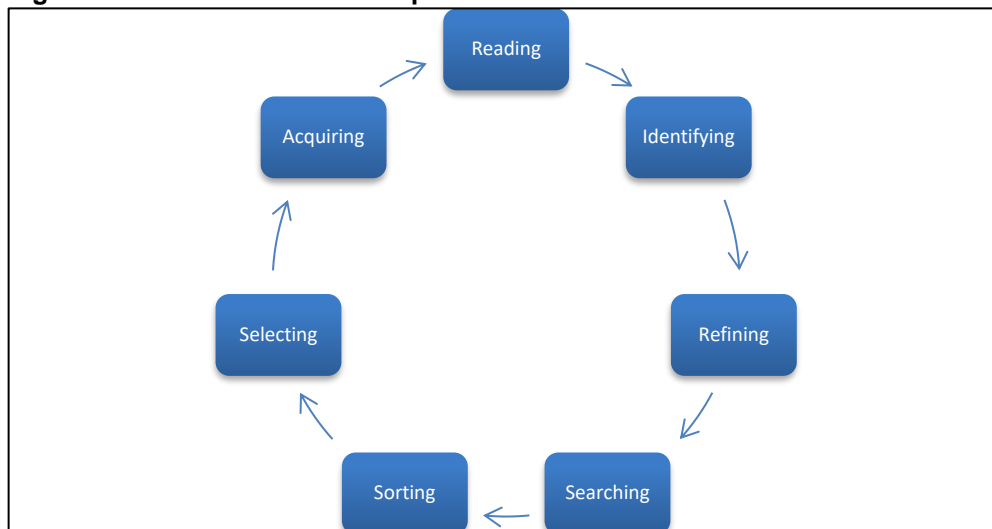 Reading
Identifying
Refining
Searching
Sorting
Selecting
Acquiring